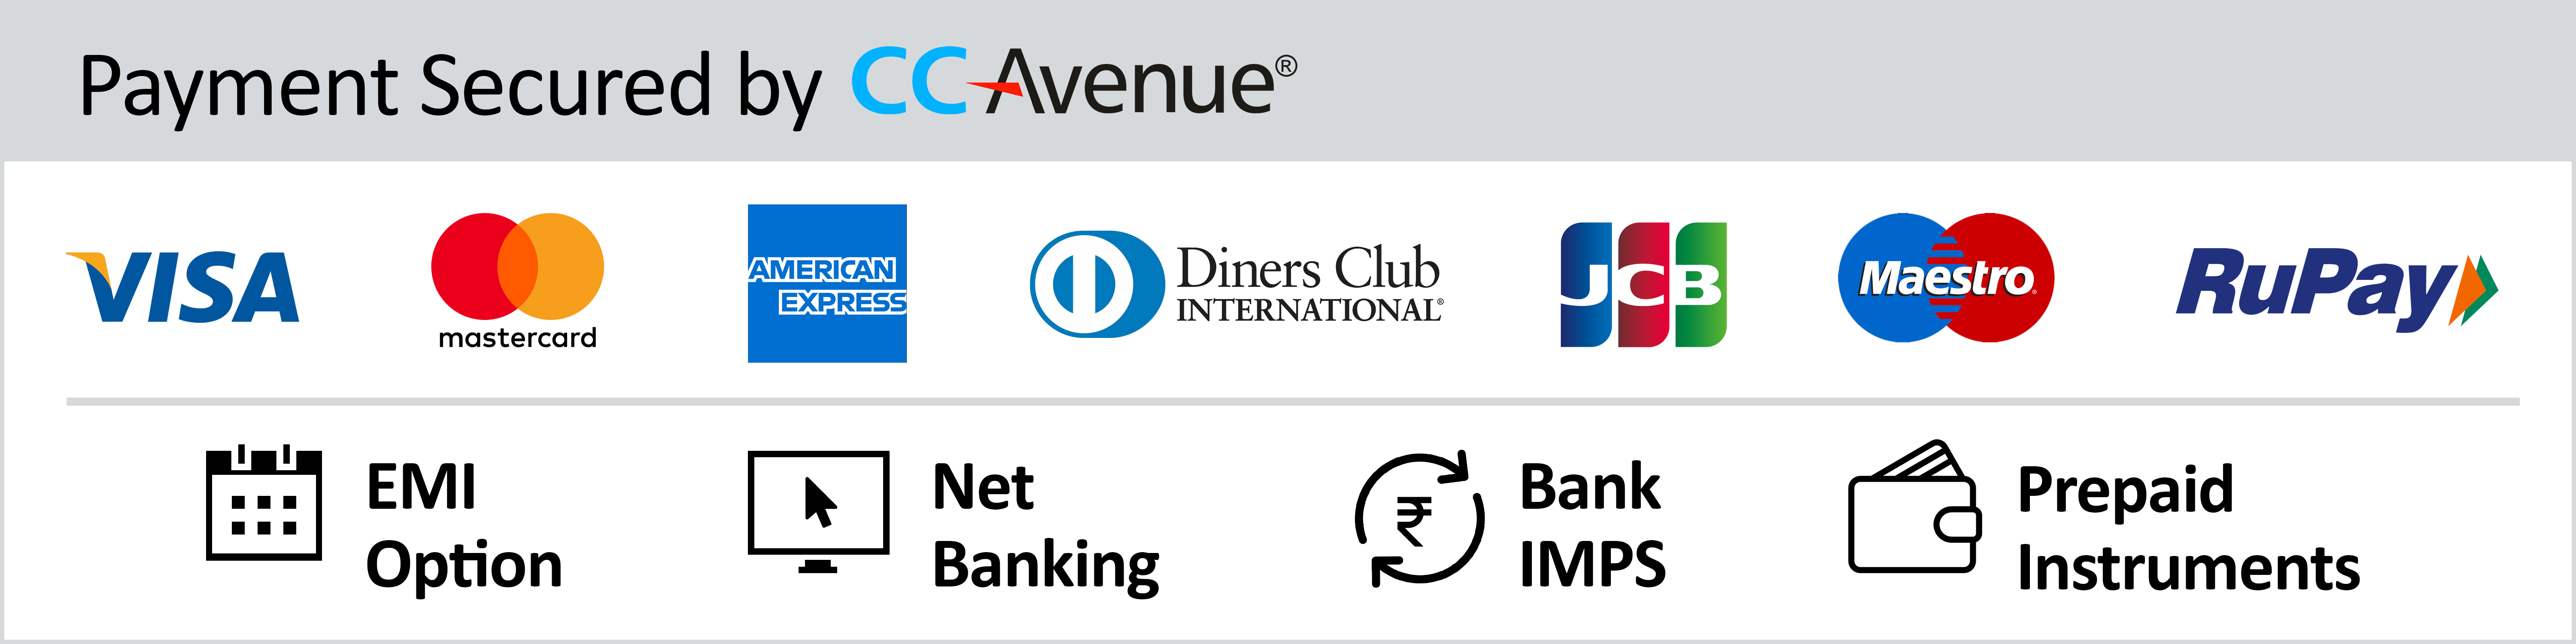 Payment Secured by CCAvenue®
VISA
mastercard
AMERICAN
EXPRESS
Diners Club
INTERNATIONAL®
JCB
Maestro®
RuPay
EMI
Option
Net
Banking
₹
Bank
IMPS
Prepaid
Instruments